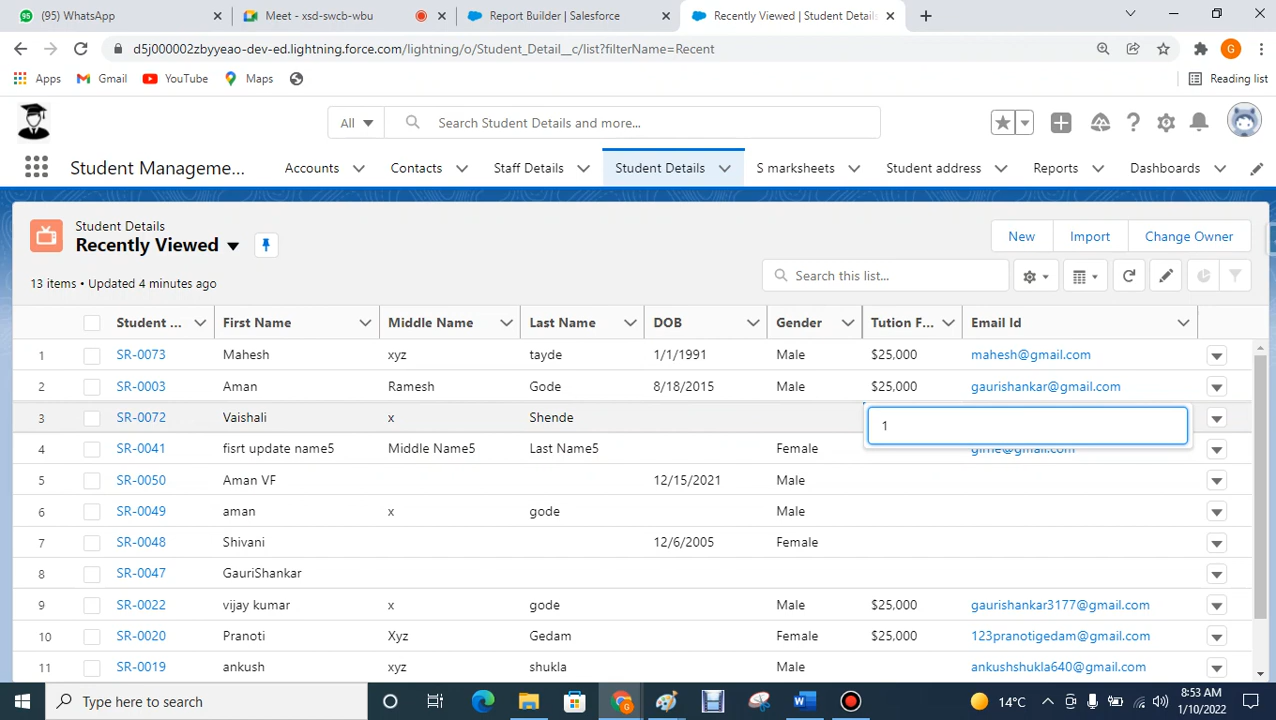 95 (95) WhatsApp
Meet - xsd-swcb-wbu
Report Builder | Salesforce
Recently Viewed | Student Details
d5j000002zbyyeao-dev-ed.lightning.force.com/lightning/o/Student_Detail__c/list?filterName=Recent
G
Apps
Gmail
YouTube
Maps
Reading list
All
Search Student Details and more...
Student Manageme...
Accounts
Contacts
Staff Details
Student Details
S marksheets
Student address
Reports
Dashboards
Student Details
Recently Viewed
New
Import
Change Owner
13 items • Updated 4 minutes ago
Search this list...
Student ... First Name Middle Name Last Name DOB Gender Tution F... Email Id
1 SR-0073 Mahesh xyz tayde 1/1/1991 Male $25,000 mahesh@gmail.com
2 SR-0003 Aman Ramesh Gode 8/18/2015 Male $25,000 gaurishankar@gmail.com
3 SR-0072 Vaishali x Shende 1
4 SR-0041 fisrt update name5 Middle Name5 Last Name5 Female
5 SR-0050 Aman VF 12/15/2021 Male
6 SR-0049 aman x gode Male
7 SR-0048 Shivani 12/6/2005 Female
8 SR-0047 GauriShankar
9 SR-0022 vijay kumar x gode Male $25,000 gaurishankar3177@gmail.com
10 SR-0020 Pranoti Xyz Gedam Female $25,000 123pranotigedam@gmail.com
11 SR-0019 ankush xyz shukla Male ankushshukla640@gmail.com
Type here to search
14°C
8:53 AM
1/10/2022